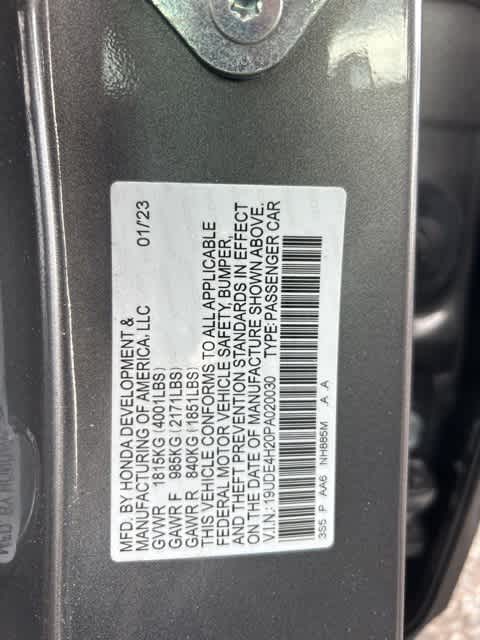 MFD. BY HONDA DEVELOPMENT &
MANUFACTURING OF AMERICA, LLC 01/23
GVWR 1815KG(4001LBS)
GAWR F 985KG(2171LBS)
GAWR R 840KG(1851LBS)
THIS VEHICLE CONFORMS TO ALL APPLICABLE
FEDERAL MOTOR VEHICLE SAFETY, BUMPER,
AND THEFT PREVENTION STANDARDS IN EFFECT
ON THE DATE OF MANUFACTURE SHOWN ABOVE.
V.I.N.:19UDE4H20PA020030 TYPE:PASSENGER CAR
3S5 P AA6 NH885M A A